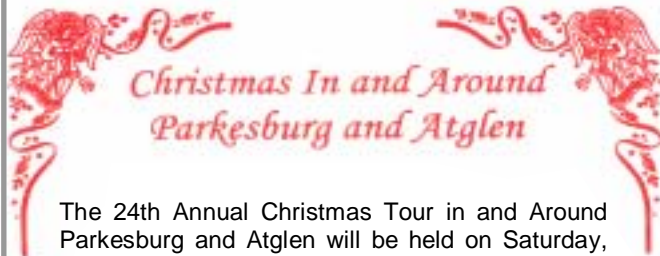 Christmas In and Around
Parkesburg and Atglen
The 24th Annual Christmas Tour in and Around
Parkesburg and Atglen will be held on Saturday,